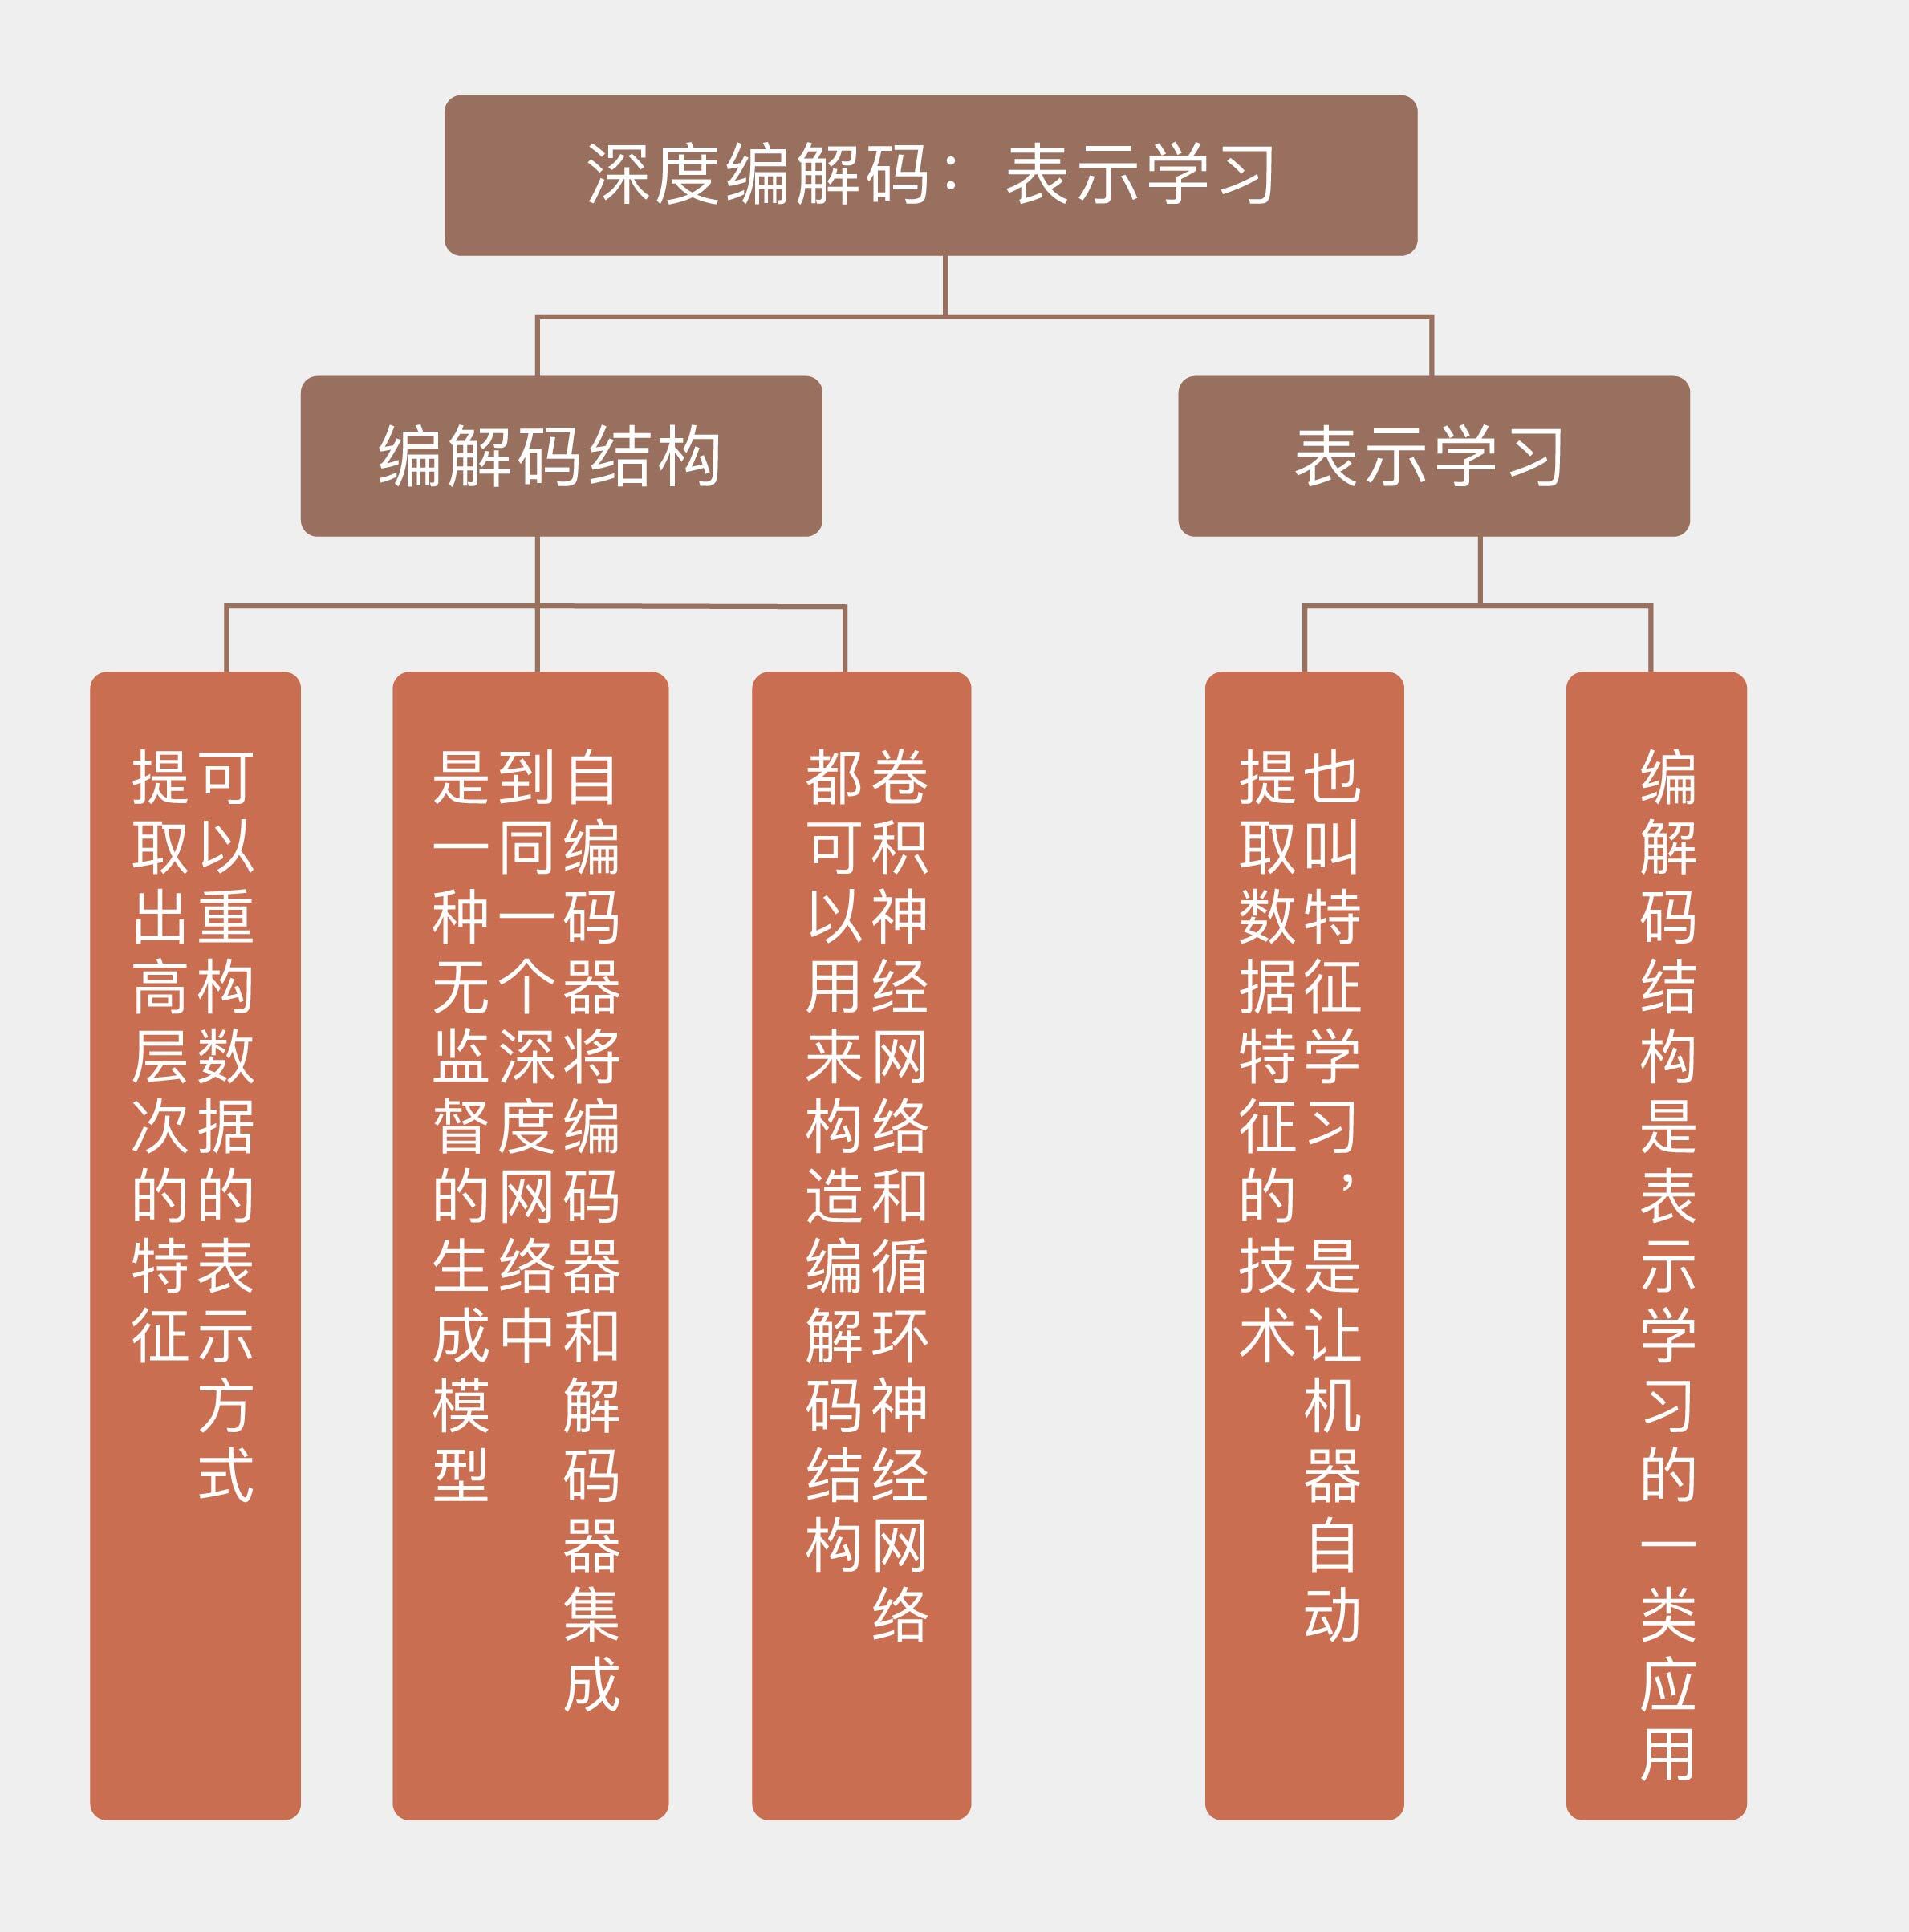 深度编解码：表示学习
编解码结构
表示学习
可以重构数据的表示方式
提取出高层次的特征
自编码器将编码器和解码器集成
到同一个深度网络中
是一种无监督的生成模型
卷积神经网络和循环神经网络
都可以用来构造编解码结构
也叫特征学习，是让机器自动
提取数据特征的技术
编解码结构是表示学习的一类应用